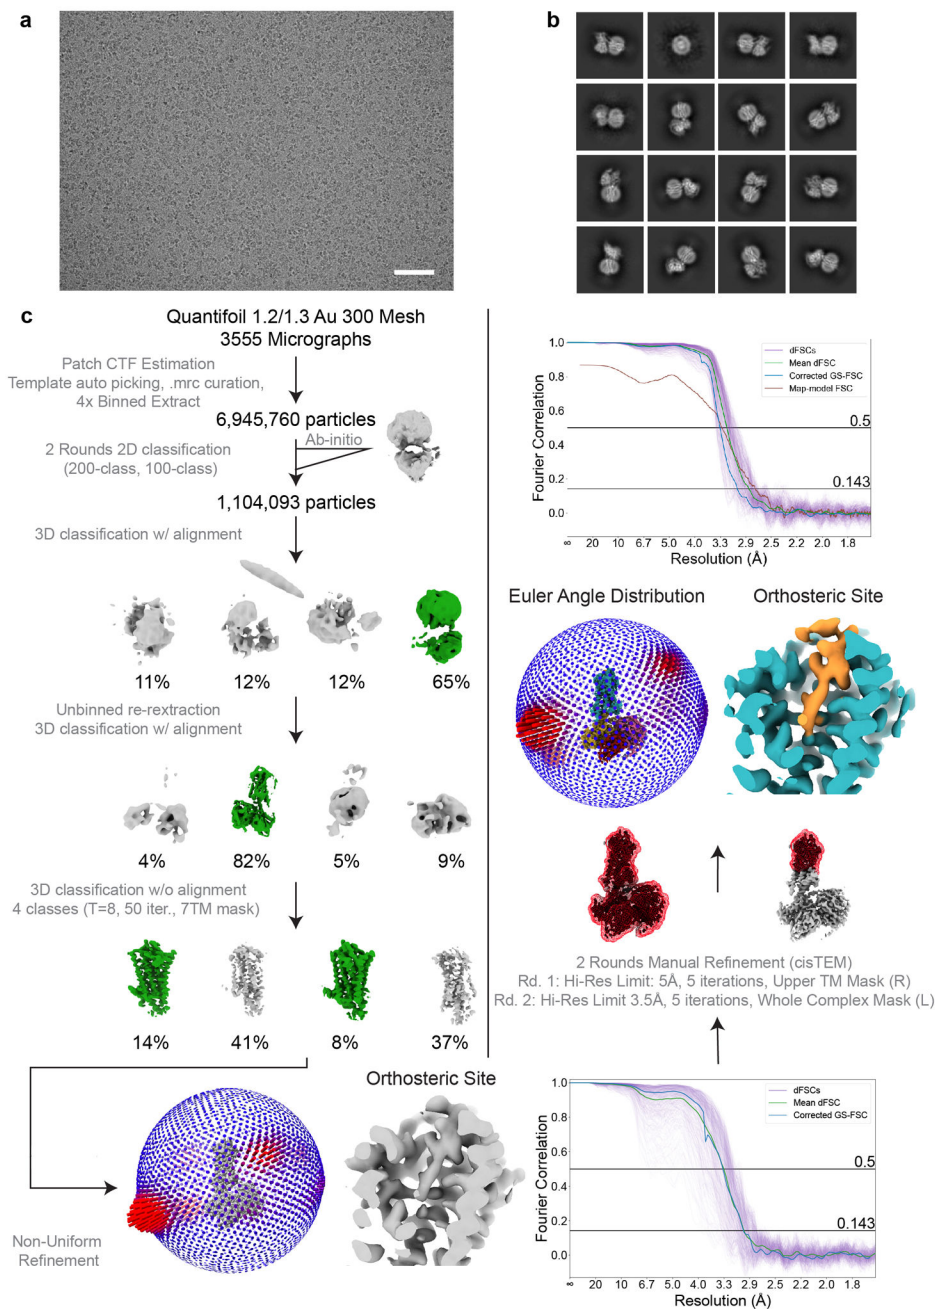 a
b
c
Quantifoil 1.2/1.3 Au 300 Mesh
3555 Micrographs
Patch CTF Estimation
Template auto picking, .mrc curation,
4x Binned Extract
6,945,760 particles
Ab-initio
2 Rounds 2D classification
(200-class, 100-class)
1,104,093 particles
3D classification w/ alignment
11%
12%
12%
65%
Unbinned re-rextraction
3D classification w/ alignment
4%
82%
5%
9%
3D classification w/o alignment
4 classes (T=8, 50 iter., 7TM mask)
14%
41%
8%
37%
Orthosteric Site
Non-Uniform
Refinement
1.0
0.8
0.6
0.4
0.2
0.0
Fourier Correlation
dFSCs
Mean dFSC
Corrected GS-FSC
Map-model FSC
0.5
0.143
∞ 20 10 6.7 5.0 4.0 3.3 2.9 2.5 2.2 2.0 1.8
Resolution (Å)
Euler Angle Distribution
Orthosteric Site
2 Rounds Manual Refinement (cisTEM)
Rd. 1: Hi-Res Limit: 5Å, 5 iterations, Upper TM Mask (R)
Rd. 2: Hi-Res Limit 3.5Å, 5 iterations, Whole Complex Mask (L)
1.0
0.8
0.6
0.4
0.2
0.0
Fourier Correlation
dFSCs
Mean dFSC
Corrected GS-FSC
0.5
0.143
∞ 20 10 6.7 5.0 4.0 3.3 2.9 2.5 2.2 2.0 1.8
Resolution (Å)